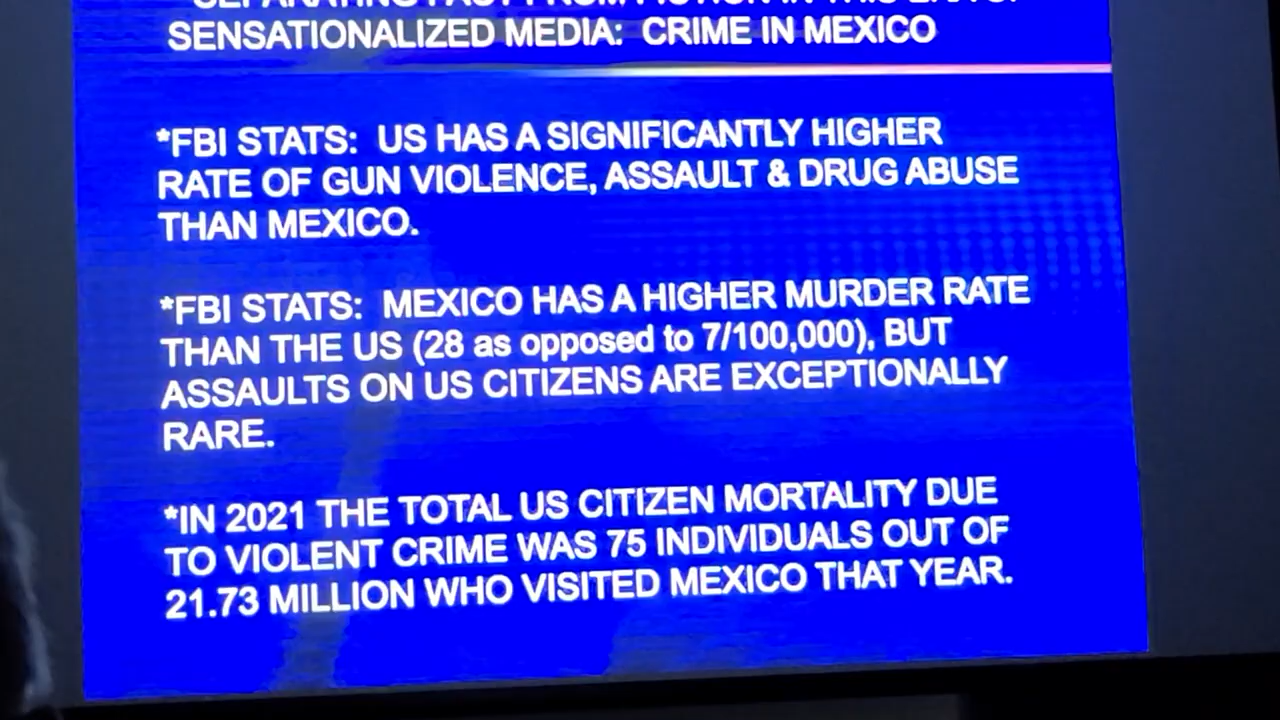 SENSATIONALIZED MEDIA: CRIME IN MEXICO
*FBI STATS: US HAS A SIGNIFICANTLY HIGHER
RATE OF GUN VIOLENCE, ASSAULT & DRUG ABUSE
THAN MEXICO.
*FBI STATS: MEXICO HAS A HIGHER MURDER RATE
THAN THE US (28 as opposed to 7/100,000), BUT
ASSAULTS ON US CITIZENS ARE EXCEPTIONALLY
RARE.
*IN 2021 THE TOTAL US CITIZEN MORTALITY DUE
TO VIOLENT CRIME WAS 75 INDIVIDUALS OUT OF
21.73 MILLION WHO VISITED MEXICO THAT YEAR.